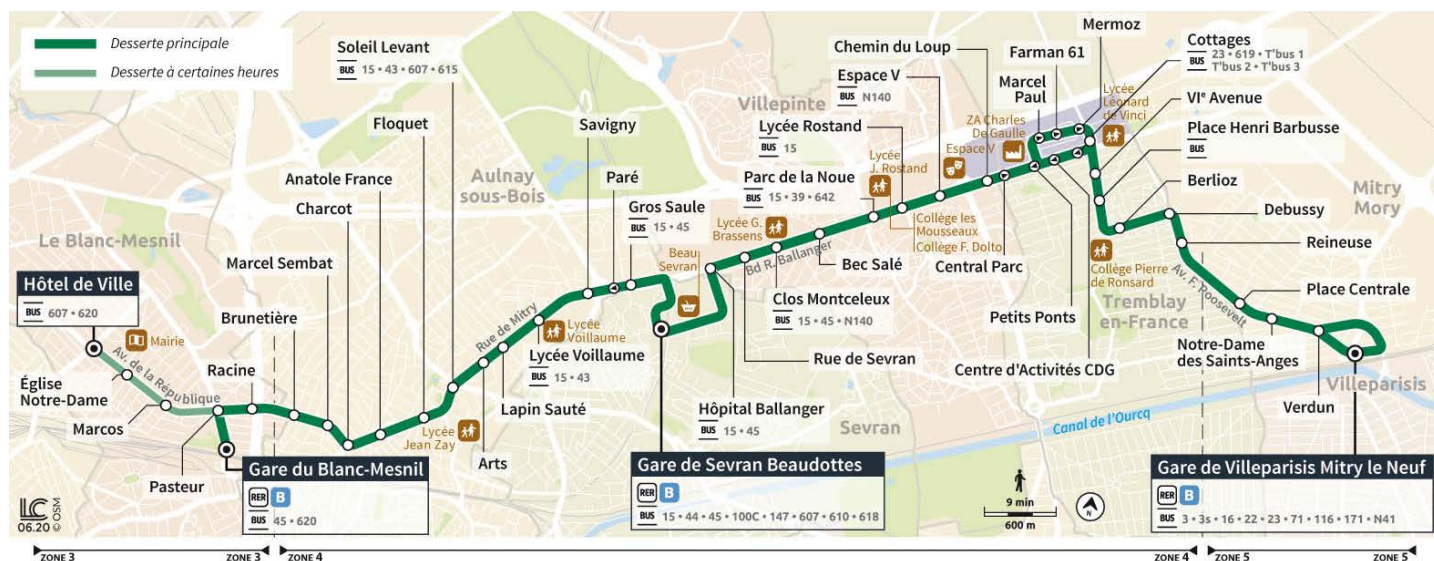 Desserte principale
Desserte à certaines heures
Soleil Levant
BUS 15 • 43 • 607 • 615
Floquet
Anatole France
Charcot
Marcel Sembat
Brunetière
Racine
Le Blanc-Mesnil
Hôtel de Ville
BUS 607 • 620
Mairie
Av. de la République
Église
Notre-Dame
Marcos
Pasteur
Gare du Blanc-Mesnil
RER B
BUS 45 • 620
Lycée
Jean Zay
Aulnay
sous-Bois
Savigny
Paré
Gros Saule
BUS 15 • 45
Rue de Mitry
Lycée
Voillaume
Lycée Voillaume
BUS 15 • 43
Lapin Sauté
Arts
Beau
Sevran
Gare de Sevran Beaudottes
RER B
BUS 15 • 44 • 45 • 100C • 147 • 607 • 610 • 618
Villepinte
Chemin du Loup
Espace V
BUS N140
Lycée Rostand
BUS 15
Parc de la Noue
BUS 15 • 39 • 642
Lycée G.
Brassens
Lycée
J. Rostand
Espace V
ZA Charles
De Gaulle
Bd R. Ballanger
Collège les
Mousseaux
Collège F. Dolto
Bec Salé
Clos Montceleux
BUS 15 • 45 • N140
Rue de Sevran
Hôpital Ballanger
BUS 15 • 45
Sevran
Central Parc
Petits Ponts
Centre d'Activités CDG
Marcel
Paul
Farman 61
Mermoz
Cottages
BUS 23 • 619 • T'bus 1
T'bus 2 • T'bus 3
Lycée
Léonard
de Vinci
VIe Avenue
Place Henri Barbusse
BUS
Berlioz
Mitry
Mory
Debussy
Reineuse
Collège Pierre
de Ronsard
Av. F. Roosevelt
Tremblay
en-France
Place Centrale
Notre-Dame
des Saints-Anges
Villeparisis
Verdun
Canal de l'Ourcq
Gare de Villeparisis Mitry le Neuf
RER B
BUS 3 • 3s • 16 • 22 • 23 • 71 • 116 • 171 • N41
9 min
600 m
N
LC
06.20 © OSM
ZONE 3
ZONE 3
ZONE 4
ZONE 4
ZONE 5
ZONE 5